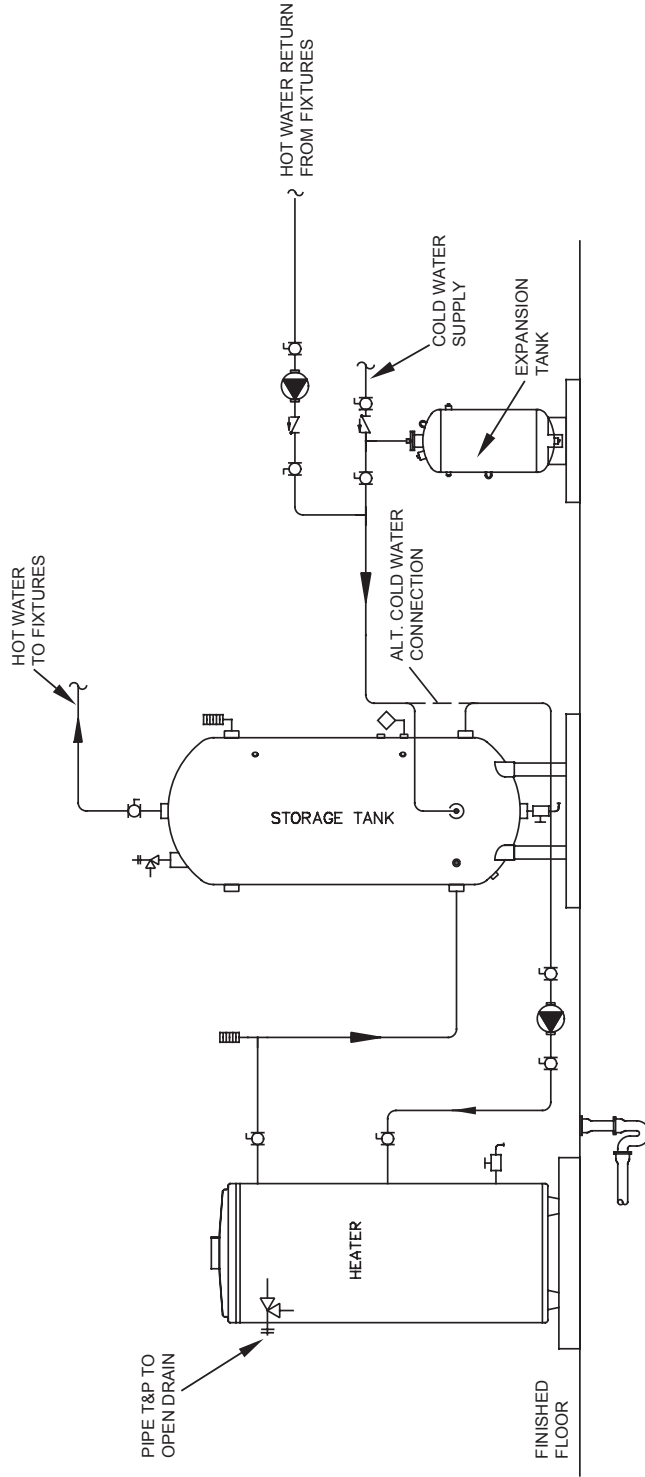 PIPE T&P TO
OPEN DRAIN
HEATER
FINISHED
FLOOR
HOT WATER
TO FIXTURES
STORAGE TANK
ALT. COLD WATER
CONNECTION
HOT WATER RETURN
FROM FIXTURES
COLD WATER
SUPPLY
EXPANSION
TANK